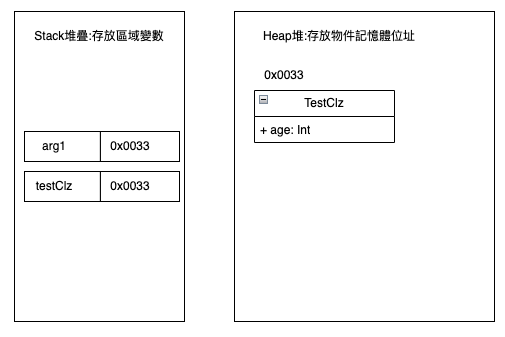 Stack堆疊:存放區域變數
arg1 0x0033
testClz 0x0033
Heap堆:存放物件記憶體位址
0x0033
TestClz
+ age: Int